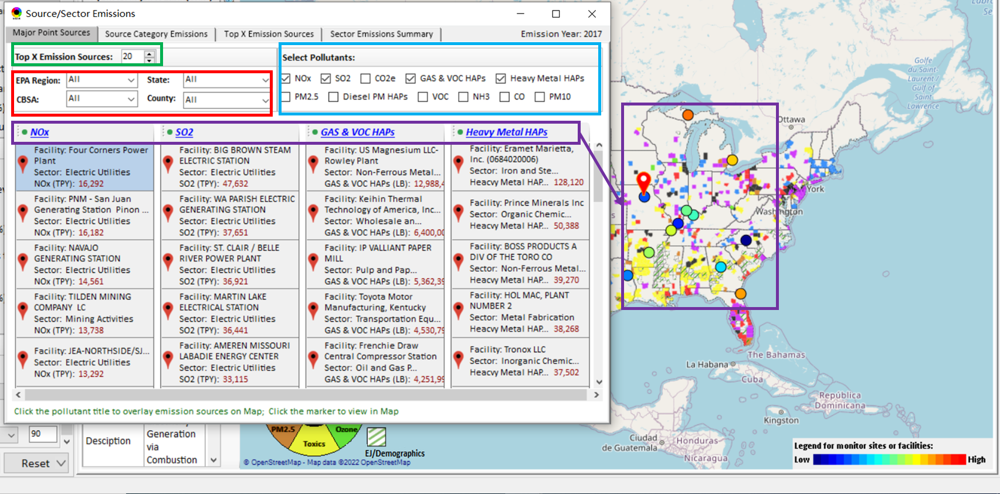 Source/Sector Emissions
Major Point Sources
Source Category Emissions
Top X Emission Sources
Sector Emissions Summary
Emission Year: 2017
Top X Emission Sources: 20
EPA Region: All
State: All
CBSA: All
County: All
Select Pollutants:
NOx SO2 CO2e GAS & VOC HAPs Heavy Metal HAPs
PM2.5 Diesel PM HAPs VOC NH3 CO PM10
NOx
Facility: Four Corners Power
Plant
Sector: Electric Utilities
NOx (TPY): 16,292
Facility: PNM - San Juan
Generating Station Pinon ...
Sector: Electric Utilities
NOx (TPY): 16,182
Facility: NAVAJO
GENERATING STATION
Sector: Electric Utilities
NOx (TPY): 14,561
Facility: TILDEN MINING
COMPANY LC
Sector: Mining Activities
NOx (TPY): 13,738
Facility: JEA-NORTHSIDE/SJ...
Sector: Electric Utilities
NOx (TPY): 13,292
SO2
Facility: BIG BROWN STEAM
ELECTRIC STATION
Sector: Electric Utilities
SO2 (TPY): 47,632
Facility: WA PARISH ELECTRIC
GENERATING STATION
Sector: Electric Utilities
SO2 (TPY): 37,651
Facility: ST. CLAIR / BELLE
RIVER POWER PLANT
Sector: Electric Utilities
SO2 (TPY): 36,921
Facility: MARTIN LAKE
ELECTRICAL STATION
Sector: Electric Utilities
SO2 (TPY): 36,441
Facility: AMEREN MISSOURI
LABADIE ENERGY CENTER
Sector: Electric Utilities
SO2 (TPY): 33,115
GAS & VOC HAPs
Facility: US Magnesium LLC-
Rowley Plant
Sector: Non-Ferrous Metal...
GAS & VOC HAPs (LB): 12,988,4
Facility: Keihin Thermal
Technology of America, Inc...
Sector: Wholesale an...
GAS & VOC HAPs (LB): 6,400,00
Facility: IP VALLIANT PAPER
MILL
Sector: Pulp and Pap...
GAS & VOC HAPs (LB): 5,362,39
Facility: Toyota Motor
Manufacturing, Kentucky
Sector: Transportation Equ...
GAS & VOC HAPs (LB): 4,530,79
Facility: Frenchie Draw
Central Compressor Station
Sector: Oil and Gas P...
GAS & VOC HAPs (LB): 4,251,99
Heavy Metal HAPs
Facility: Eramet Marietta,
Inc. (0684020006)
Sector: Iron and Ste...
Heacvy Metal HAP... 128,120
Facility: Prince Minerals Inc
Sector: Organic Chemic...
Heacvy Metal HAP... 50,388
Facility: BOSS PRODUCTS A
DIV OF THE TORO CO
Sector: Non-Ferrous Metal...
Heacvy Metal HAP... 39,270
Facility: HOL MAC, PLANT
NUMBER 2
Sector: Metal Fabrication
Heacvy Metal HAP... 38,268
Facility: Tronox LLC
Sector: Inorganic Chemic...
Heacvy Metal HAP... 37,502
Click the pollutant title to overlay emission sources on Map; Click the marker to view in Map
90
Reset
Desciption
Generation
via
Combustion
PM2.5
Toxics
Ozone
EJ/Demographics
© OpenStreetMap - Map data ©2022 OpenStreetMap
Golfe
du Saint-
Laurent /
Gulf of
Saint
Lawrence
Ottawa
York
Washington
The Bahamas
La Habana
Cuba
República
Dominicana
Kingston
Ciudad
de Guatemala
Honduras
Nicaragua
Legend for monitor sites or facilities:
Low
High